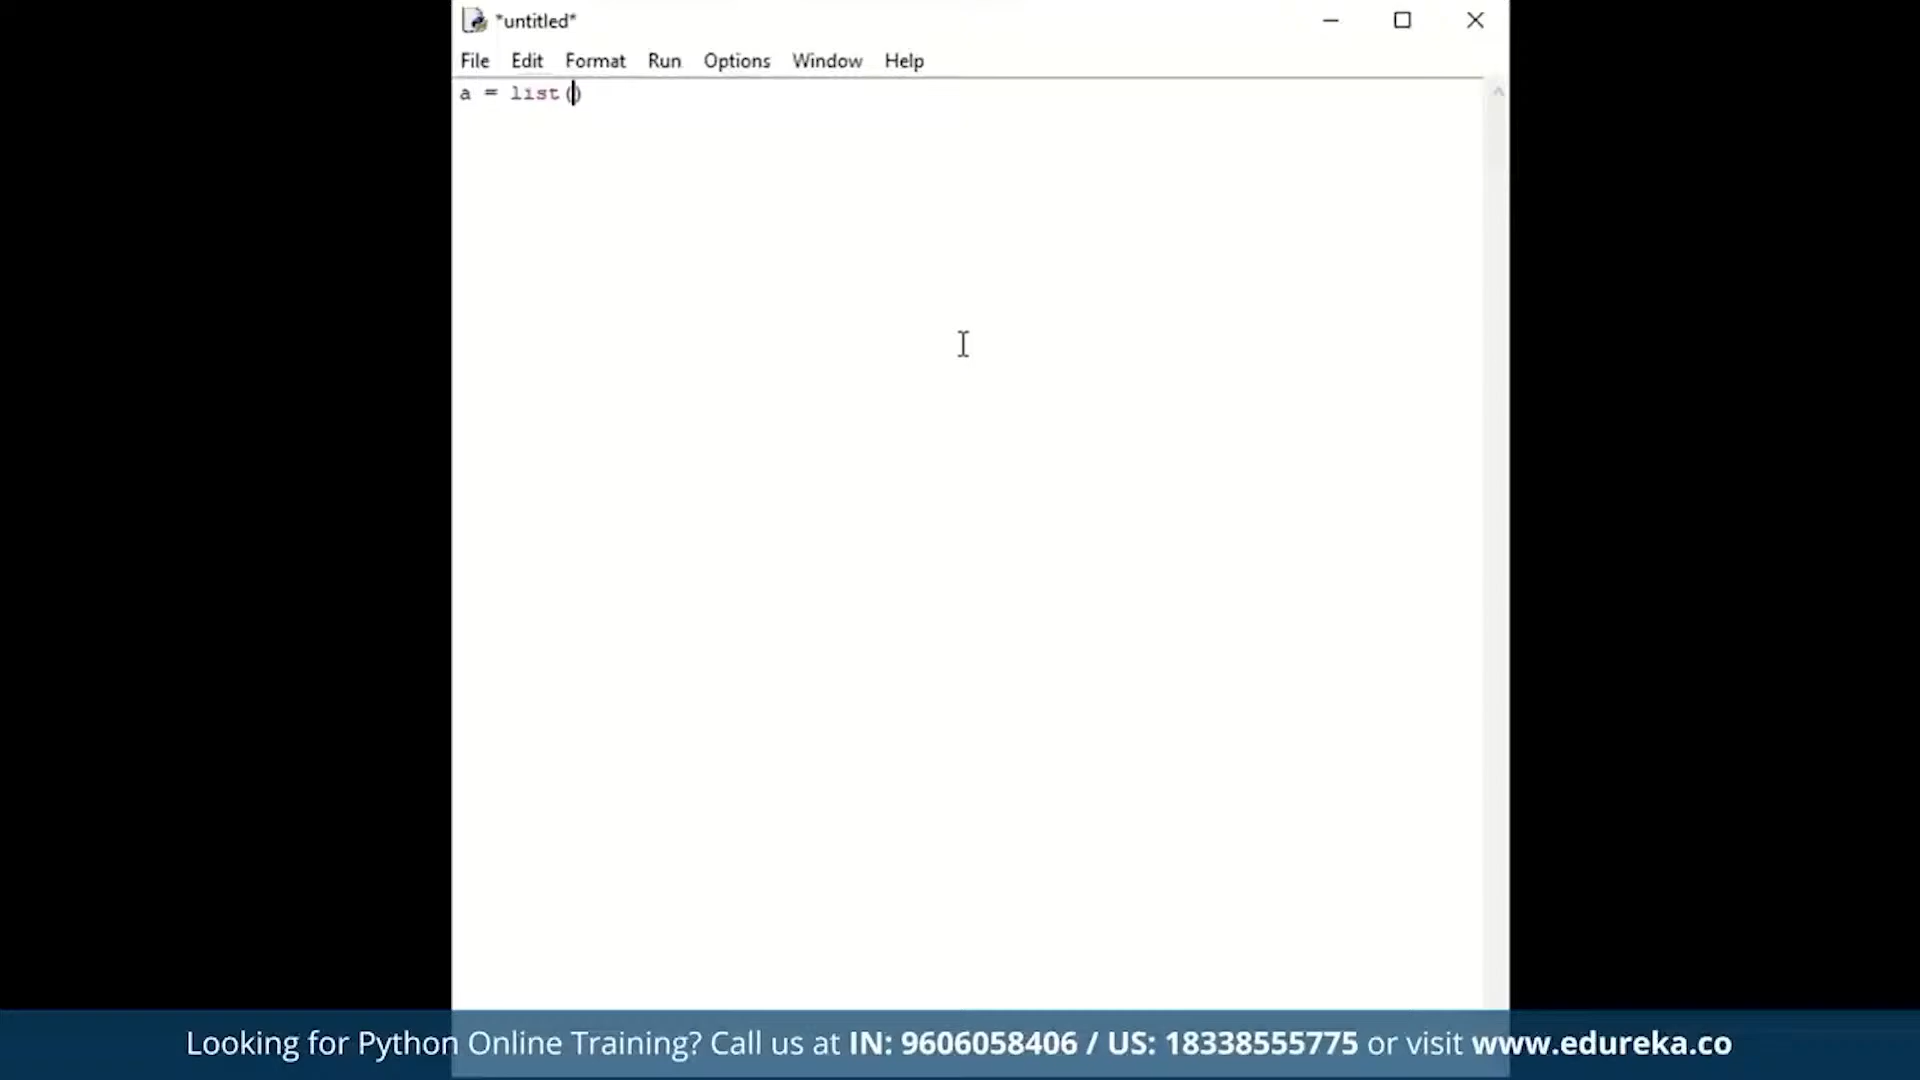 *untitled*
File Edit Format Run Options Window Help
a = list()
Looking for Python Online Training? Call us at IN: 9606058406 / US: 18338555775 or visit www.edureka.co